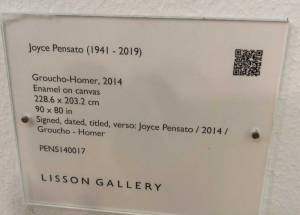 Joyce Pensato (1941 - 2019)
Groucho-Homer, 2014
Enamel on canvas
228.6 x 203.2 cm
90 x 80 in
Signed, dated, titled, verso: Joyce Pensato / 2014 /
Groucho - Homer
PENS140017
LISSON GALLERY